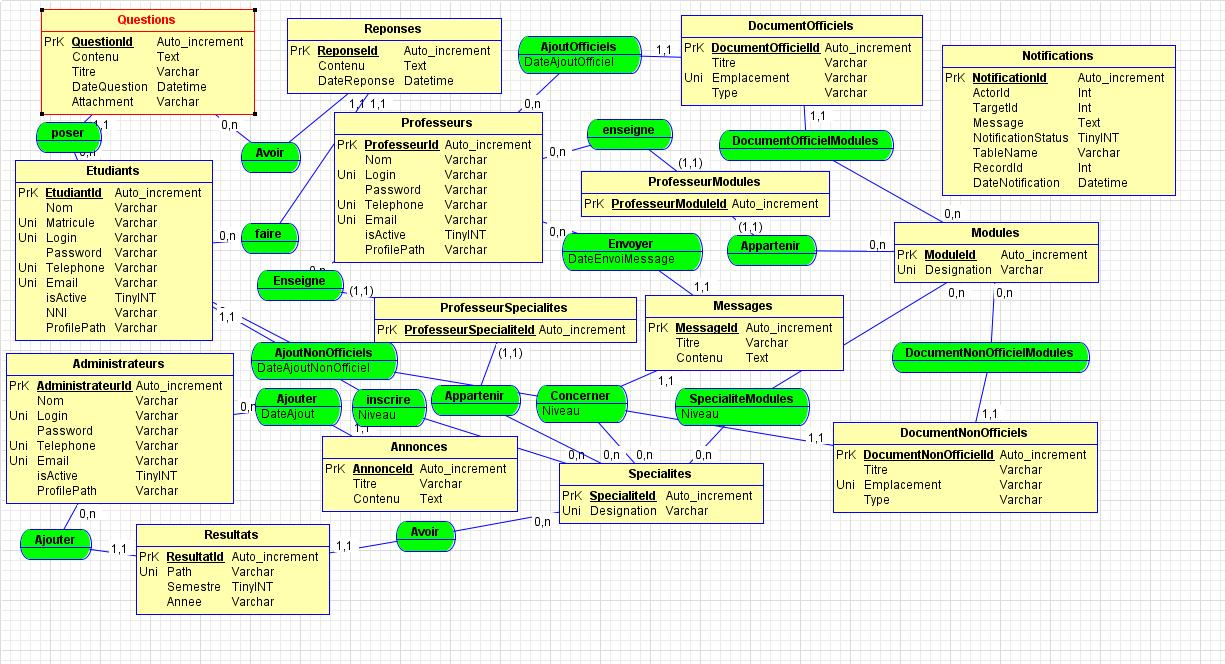 Questions
PrK QuestionId Auto_increment
Contenu Text
Titre Varchar
DateQuestion Datetime
Attachment Varchar
Reponses
PrK ReponseId Auto_increment
Contenu Text
DateReponse Datetime
AjoutOfficiels
DateAjoutOfficiel
1,1
DocumentOfficiels
PrK DocumentOfficielId Auto_increment
Titre Varchar
Uni Emplacement Varchar
Type Varchar
Notifications
PrK NotificationId Auto_increment
ActorId Int
TargetId Int
Message Text
NotificationStatus TinyINT
TableName Varchar
RecordId Int
DateNotification Datetime
1,1
poser
0,n
0,n
Avoir
1,1
1,1
0,n
Professeurs
PrK ProfesseurId Auto_increment
Nom Varchar
Uni Login Varchar
Password Varchar
Uni Telephone Varchar
Uni Email Varchar
isActive TinyINT
ProfilePath Varchar
enseigne
0,n
(1,1)
1,1
DocumentOfficielModules
0,n
ProfesseurModules
PrK ProfesseurModuleId Auto_increment
Etudiants
PrK EtudiantId Auto_increment
Nom Varchar
Uni Matricule Varchar
Uni Login Varchar
Password Varchar
Uni Telephone Varchar
Uni Email Varchar
isActive TinyINT
NNI Varchar
ProfilePath Varchar
0,n
faire
0,n
Envoyer
DateEnvoiMessage
(1,1)
Appartenir
0,n
Modules
PrK ModuleId Auto_increment
Uni Designation Varchar
0,n
Enseigne
(1,1)
1,1
ProfesseurSpecialites
PrK ProfesseurSpecialiteId Auto_increment
1,1
Messages
PrK MessageId Auto_increment
Titre Varchar
Contenu Text
0,n
0,n
AjoutNonOfficiels
DateAjoutNonOfficiel
(1,1)
DocumentNonOfficielModules
Administrateurs
PrK AdministrateurId Auto_increment
Nom Varchar
Uni Login Varchar
Password Varchar
Uni Telephone Varchar
Uni Email Varchar
isActive TinyINT
ProfilePath Varchar
0,n
Ajouter
DateAjout
inscrire
Niveau
Appartenir
Concerner
Niveau
1,1
SpecialiteModules
Niveau
1,1
1,1
1,1
Annonces
PrK AnnonceId Auto_increment
Titre Varchar
Contenu Text
0,n
0,n
0,n
0,n
Specialites
PrK SpecialiteId Auto_increment
Uni Designation Varchar
DocumentNonOfficiels
PrK DocumentNonOfficielId Auto_increment
Titre Varchar
Uni Emplacement Varchar
Type Varchar
0,n
Ajouter
1,1
Resultats
PrK ResultatId Auto_increment
Uni Path Varchar
Semestre TinyINT
Annee Varchar
1,1
Avoir
0,n